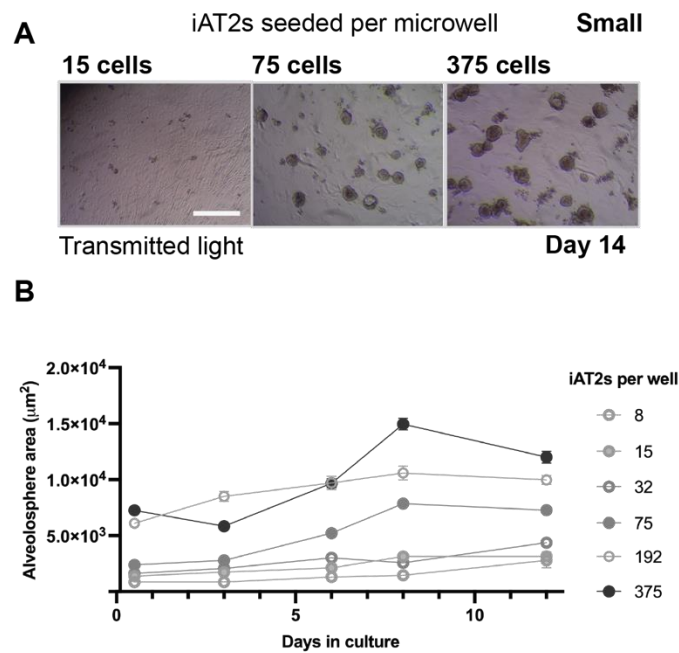 A
iAT2s seeded per microwell Small
15 cells 75 cells 375 cells
Transmitted light Day 14
B
2.0×10⁴
1.5×10⁴
1.0×10⁴
5.0×10³
Alveolosphere area (μm²)
0 5 10
Days in culture
iAT2s per well
8
15
32
75
192
375